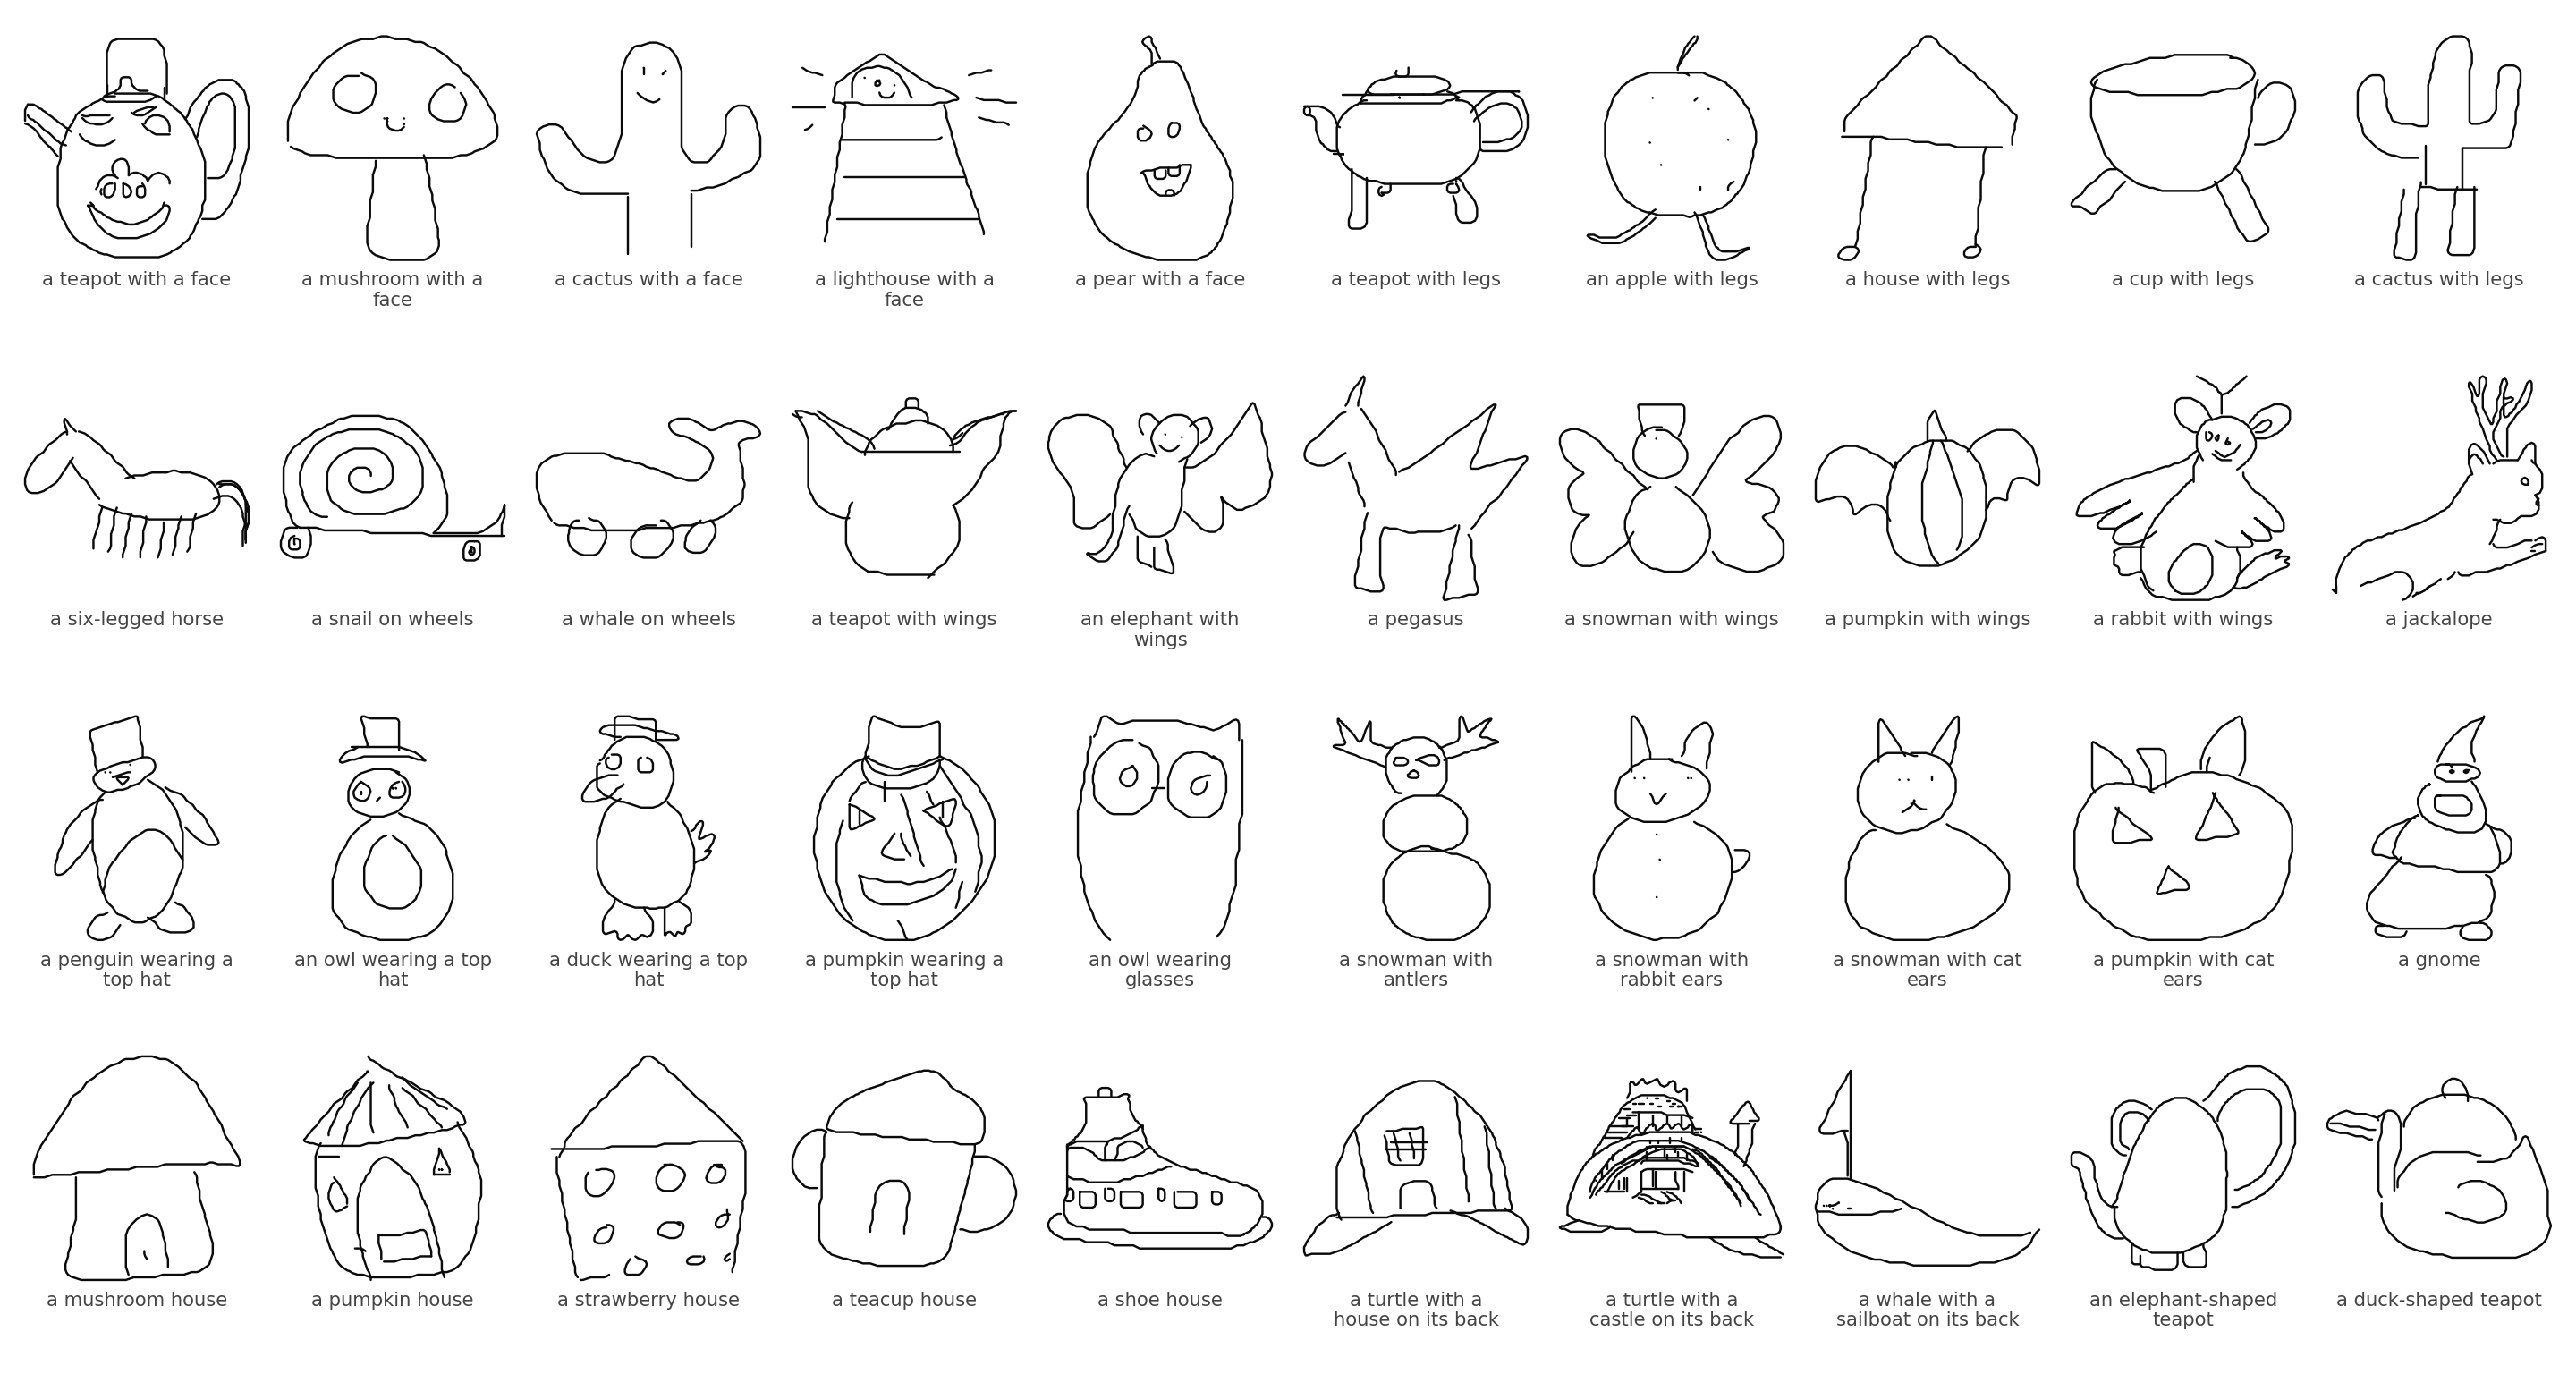 a teapot with a face
a mushroom with a
face
a cactus with a face
a lighthouse with a
face
a pear with a face
a teapot with legs
an apple with legs
a house with legs
a cup with legs
a cactus with legs
a six-legged horse
a snail on wheels
a whale on wheels
a teapot with wings
an elephant with
wings
a pegasus
a snowman with wings
a pumpkin with wings
a rabbit with wings
a jackalope
a penguin wearing a
top hat
an owl wearing a top
hat
a duck wearing a top
hat
a pumpkin wearing a
top hat
an owl wearing
glasses
a snowman with
antlers
a snowman with
rabbit ears
a snowman with cat
ears
a pumpkin with cat
ears
a gnome
a mushroom house
a pumpkin house
a strawberry house
a teacup house
a shoe house
a turtle with a
house on its back
a turtle with a
castle on its back
a whale with a
sailboat on its back
an elephant-shaped
teapot
a duck-shaped teapot